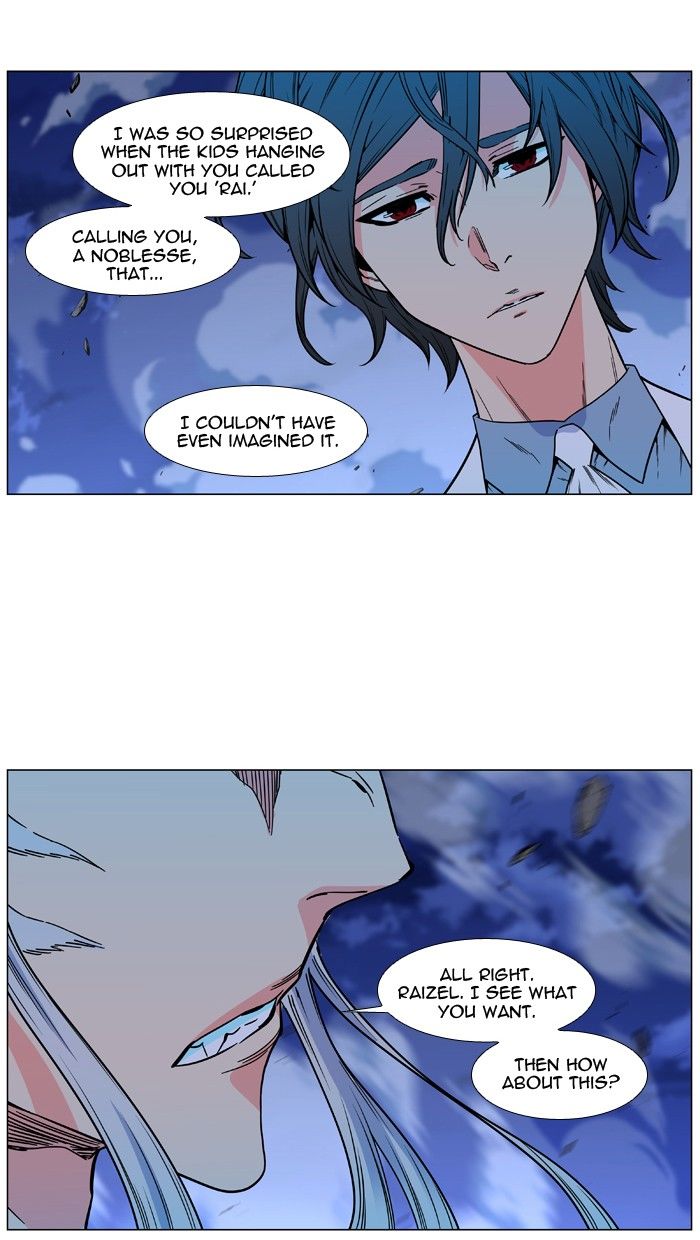 I WAS SO SURPRISED
WHEN THE KIDS HANGING
OUT WITH YOU CALLED
YOU 'RAI.'
CALLING YOU,
A NOBLESSE,
THAT...
I COULDN'T HAVE
EVEN IMAGINED IT.
ALL RIGHT.
RAIZEL. I SEE WHAT
YOU WANT.
THEN HOW
ABOUT THIS?